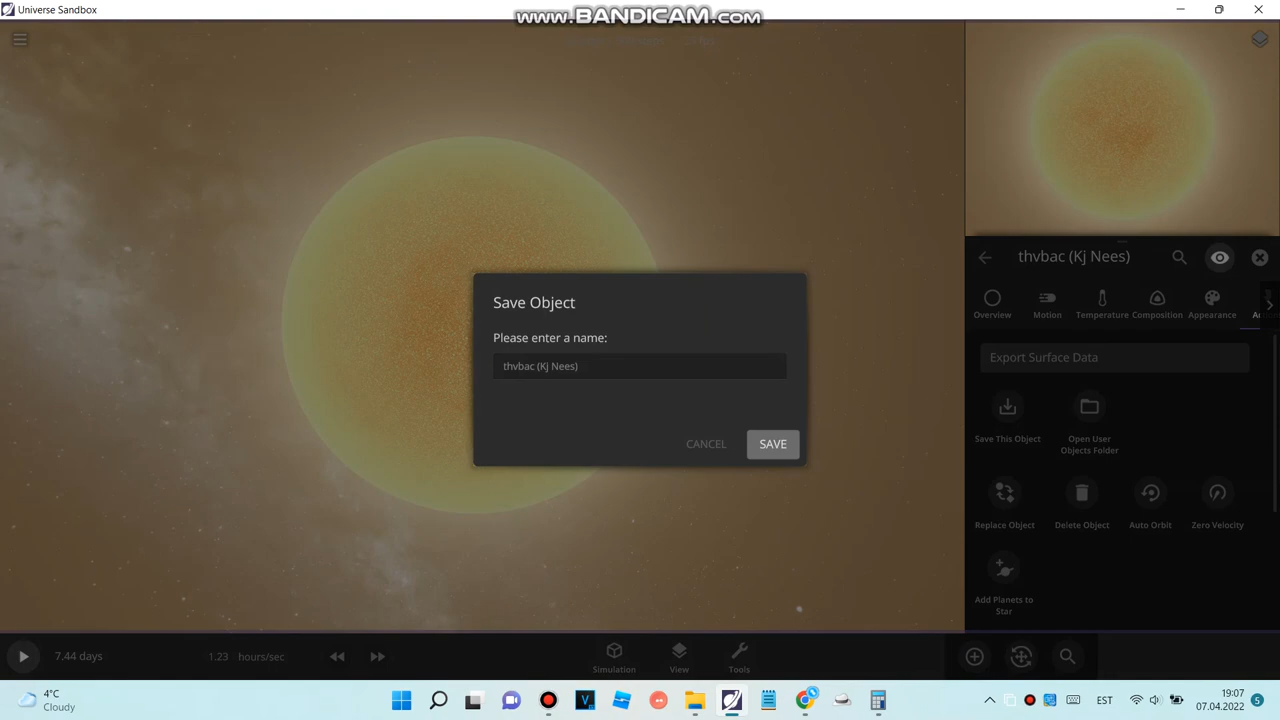 Universe Sandbox
www.BANDICAM.com
thvbac (Kj Nees)
Overview
Motion
Temperature
Composition
Appearance
Export Surface Data
Save This Object
Open User
Objects Folder
Replace Object
Delete Object
Auto Orbit
Zero Velocity
Add Planets to
Star
Save Object
Please enter a name:
thvbac (Kj Nees)
CANCEL
SAVE
7.44 days
1.23 hours/sec
Simulation
View
Tools
4°C
Cloudy
EST
19:07
07.04.2022
5